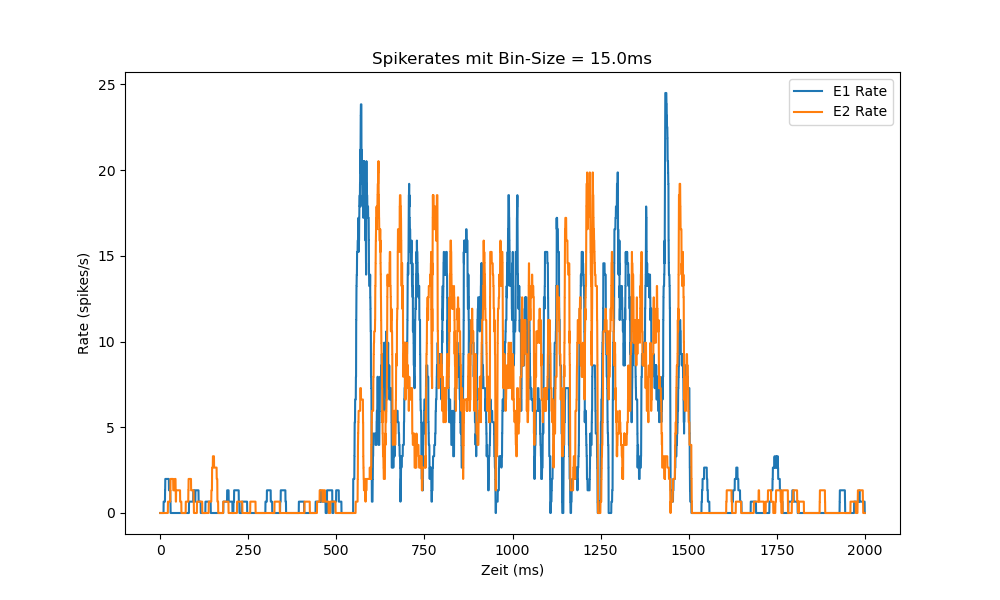 Spikerates mit Bin-Size = 15.0ms
E1 Rate
E2 Rate
Rate (spikes/s)
25
20
15
10
5
0
0 250 500 750 1000 1250 1500 1750 2000
Zeit (ms)